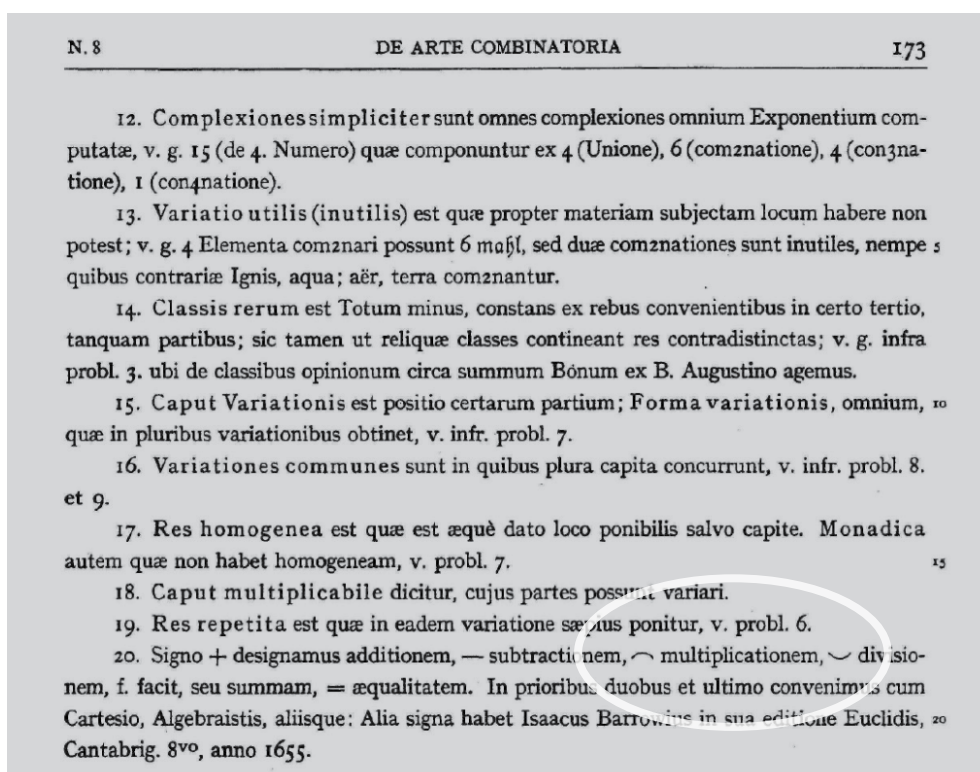 N. 8 DE ARTE COMBINATORIA 173
12. Complexiones simpliciter sunt omnes complexiones omnium Exponentium com-
putatæ, v. g. 15 (de 4. Numero) quæ componuntur ex 4 (Unione), 6 (com2natione), 4 (con3na-
tione), 1 (con4natione).
13. Variatio utilis (inutilis) est quæ propter materiam subjectam locum habere non
potest; v. g. 4 Elementa com2nari possunt 6 mahl, sed duæ com2nationes sunt inutiles, nempe 5
quibus contrariæ Ignis, aqua; aër, terra com2nantur.
14. Classis rerum est Totum minus, constans ex rebus convenientibus in certo tertio,
tanquam partibus; sic tamen ut reliquæ classes contineant res contradistinctas; v. g. infra
probl. 3. ubi de classibus opinionum circa summum Bonum ex B. Augustino agemus.
15. Caput Variationis est positio certarum partium; Forma variationis, omnium, 10
quæ in pluribus variationibus obtinet, v. infr. probl. 7.
16. Variationes communes sunt in quibus plura capita concurrunt, v. infr. probl. 8.
et 9.
17. Res homogenea est quæ est æquè dato loco ponibilis salvo capite. Monadica
autem quæ non habet homogeneam, v. probl. 7. 15
18. Caput multiplicabile dicitur, cujus partes possunt variari.
19. Res repetita est quæ in eadem variatione sæpius ponitur, v. probl. 6.
20. Signo + designamus additionem, — subtractionem, ⌢ multiplicationem, ⌣ divisio-
nem, f. facit, seu summam, = æqualitatem. In prioribus duobus et ultimo convenimus cum
Cartesio, Algebraistis, aliisque: Alia signa habet Isaacus Barrowius in sua editione Euclidis, 20
Cantabrig. 8vo, anno 1655.